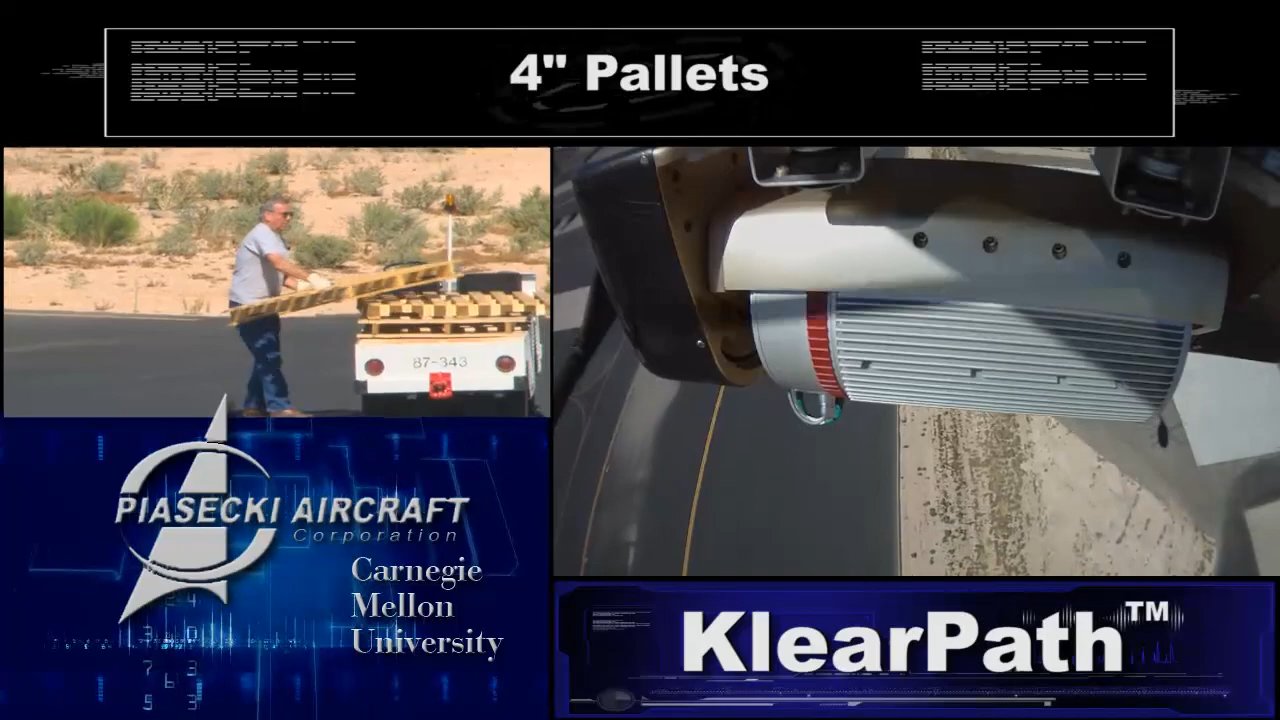 4" Pallets
87-343
PIASECKI AIRCRAFT
Corporation
Carnegie
Mellon
University
KlearPath™